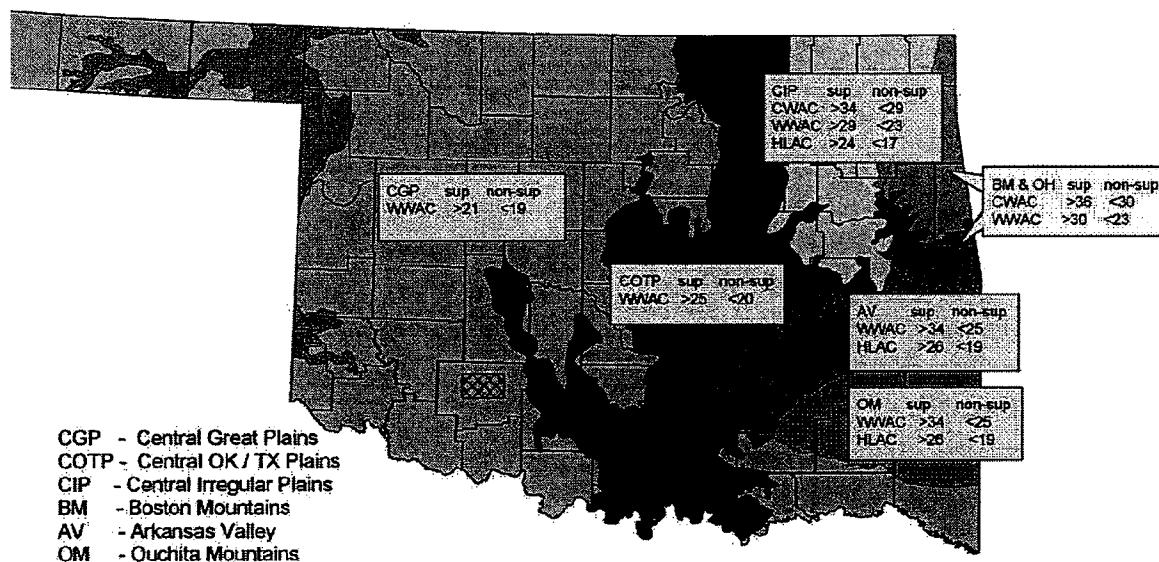 CIP sup non-sup
CWAC >34 <29
WWAC >29 <23
HLAC >24 <17
BM & OH sup non-sup
CWAC >36 <30
WWAC >30 <23
CGP sup non-sup
WWAC >21 <19
COTP sup non-sup
WWAC >25 <20
AV sup non-sup
WWAC >34 <25
HLAC >26 <19
OM sup non-sup
WWAC >34 <25
HLAC >26 <19
CGP - Central Great Plains
COTP - Central OK / TX Plains
CIP - Central Irregular Plains
BM - Boston Mountains
AV - Arkansas Valley
OM - Ouchita Mountains